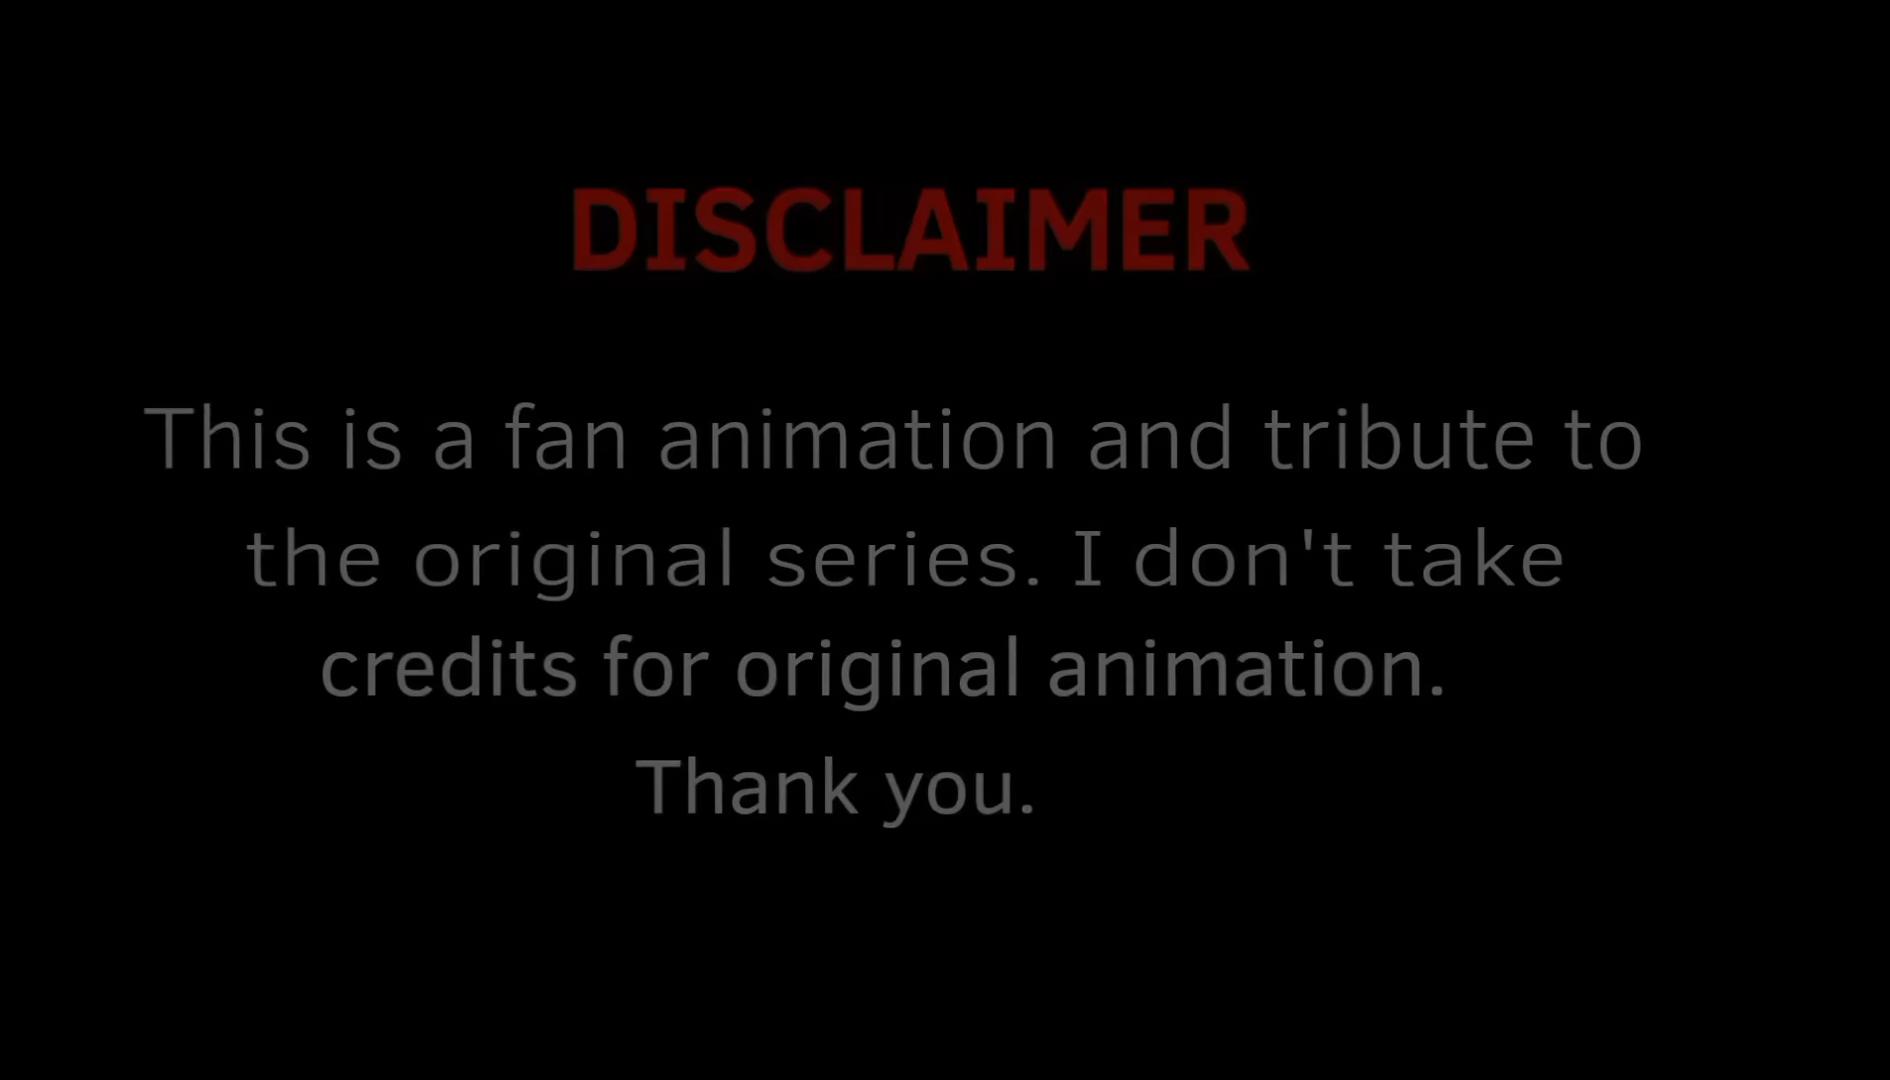 DISCLAIMER
This is a fan animation and tribute to
the original series. I don't take
credits for original animation.
Thank you.